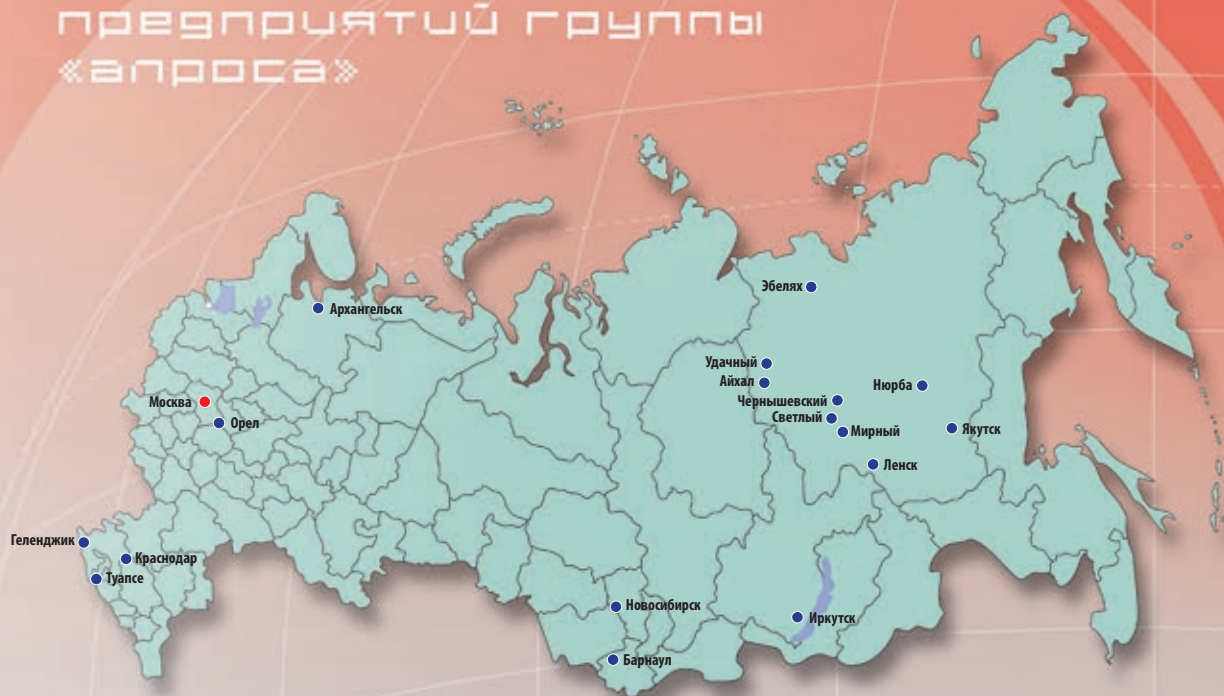 предприятий группы
«алроса»
Эбелях
Архангельск
Удачный
Айхал
Нюрба
Москва
Чернышевский
Светлый
Орел
Мирный
Якутск
Ленск
Геленджик
Краснодар
Туапсе
Новосибирск
Иркутск
Барнаул